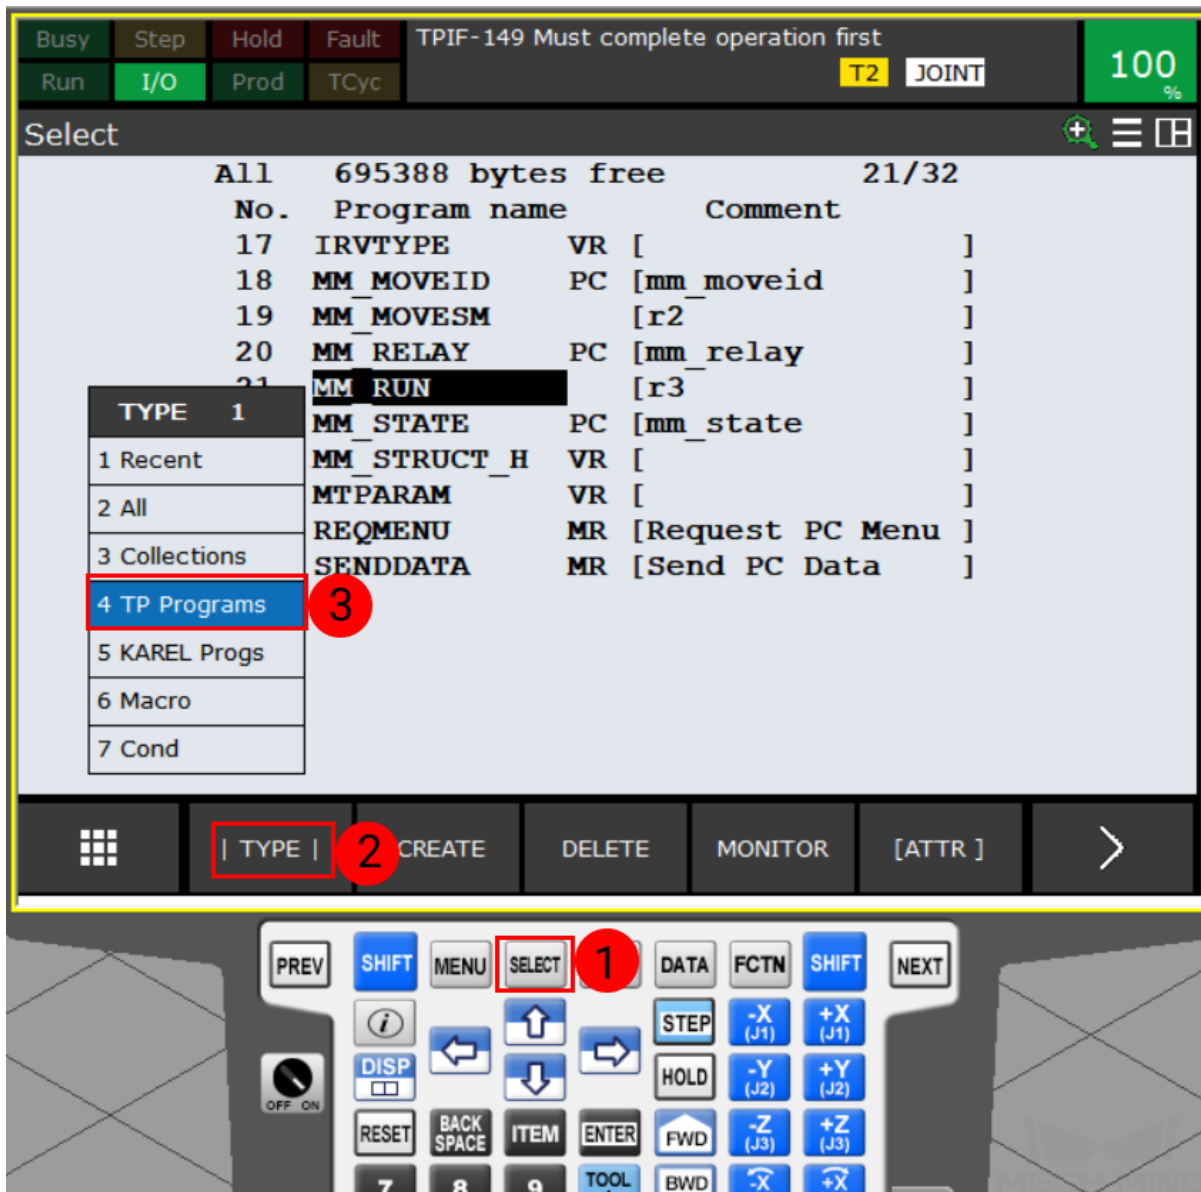 Busy Step Hold Fault TPIF-149 Must complete operation first
Run I/O Prod TCyc T2 JOINT 100 %
Select
All 695388 bytes free 21/32
No. Program name Comment
17 IRVTYPE VR [ ]
18 MM_MOVEID PC [mm_moveid ]
19 MM_MOVESM [r2 ]
20 MM_RELAY PC [mm_relay ]
21 MM_RUN [r3 ]
TYPE 1 MM_STATE PC [mm_state ]
1 Recent MM_STRUCT_H VR [ ]
2 All MTPARAM VR [ ]
REQMENU MR [Request PC Menu ]
3 Collections SENDDATA MR [Send PC Data ]
4 TP Programs 3
5 KAREL Progs
6 Macro
7 Cond
| TYPE | 2 CREATE DELETE MONITOR [ATTR ]
PREV SHIFT MENU SELECT 1 DATA FCTN SHIFT NEXT
i STEP -X (J1) +X (J1)
DISP HOLD -Y (J2) +Y (J2)
OFF ON
RESET BACK SPACE ITEM ENTER FWD -Z (J3) +Z (J3)
7 8 9 TOOL BWD -X +X
MECH-MIND